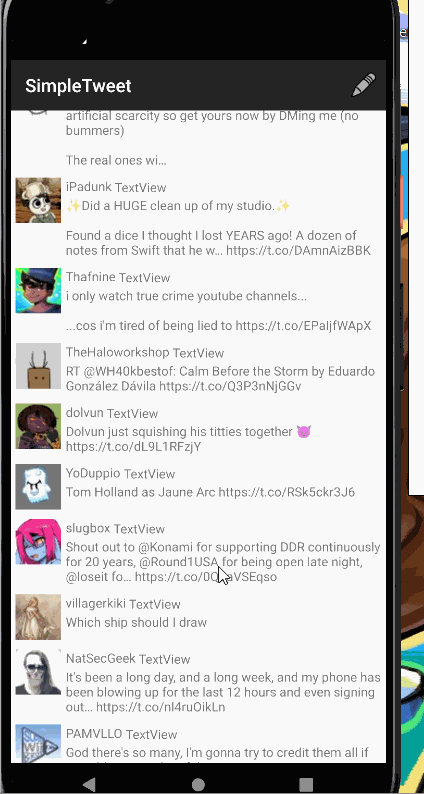 SimpleTweet
artificial scarcity so get yours now by DMing me (no
bummers)
The real ones wi...
iPadunk TextView
✨Did a HUGE clean up of my studio.✨
Found a dice I thought I lost YEARS ago! A dozen of
notes from Swift that he w... https://t.co/DAmnAizBBK
Thafnine TextView
i only watch true crime youtube channels...
...cos i'm tired of being lied to https://t.co/EPaljfWApX
TheHaloworkshop TextView
RT @WH40kbestof: Calm Before the Storm by Eduardo
González Dávila https://t.co/Q3P3nNjGGv
dolvun TextView
Dolvun just squishing his titties together 😈
https://t.co/dL9L1RFzjY
YoDuppio TextView
Tom Holland as Jaune Arc https://t.co/RSk5ckr3J6
slugbox TextView
Shout out to @Konami for supporting DDR continuously
for 20 years, @Round1USA for being open late night,
@loseit fo...
villagerkiki TextView
Which ship should I draw
NatSecGeek TextView
It's been a long day, and a long week, and my phone has
been blowing up for the last 12 hours and even signing
out... https://t.co/nl4ruOikLn
PAMVLLO TextView
God there's so many, I'm gonna try to credit them all if